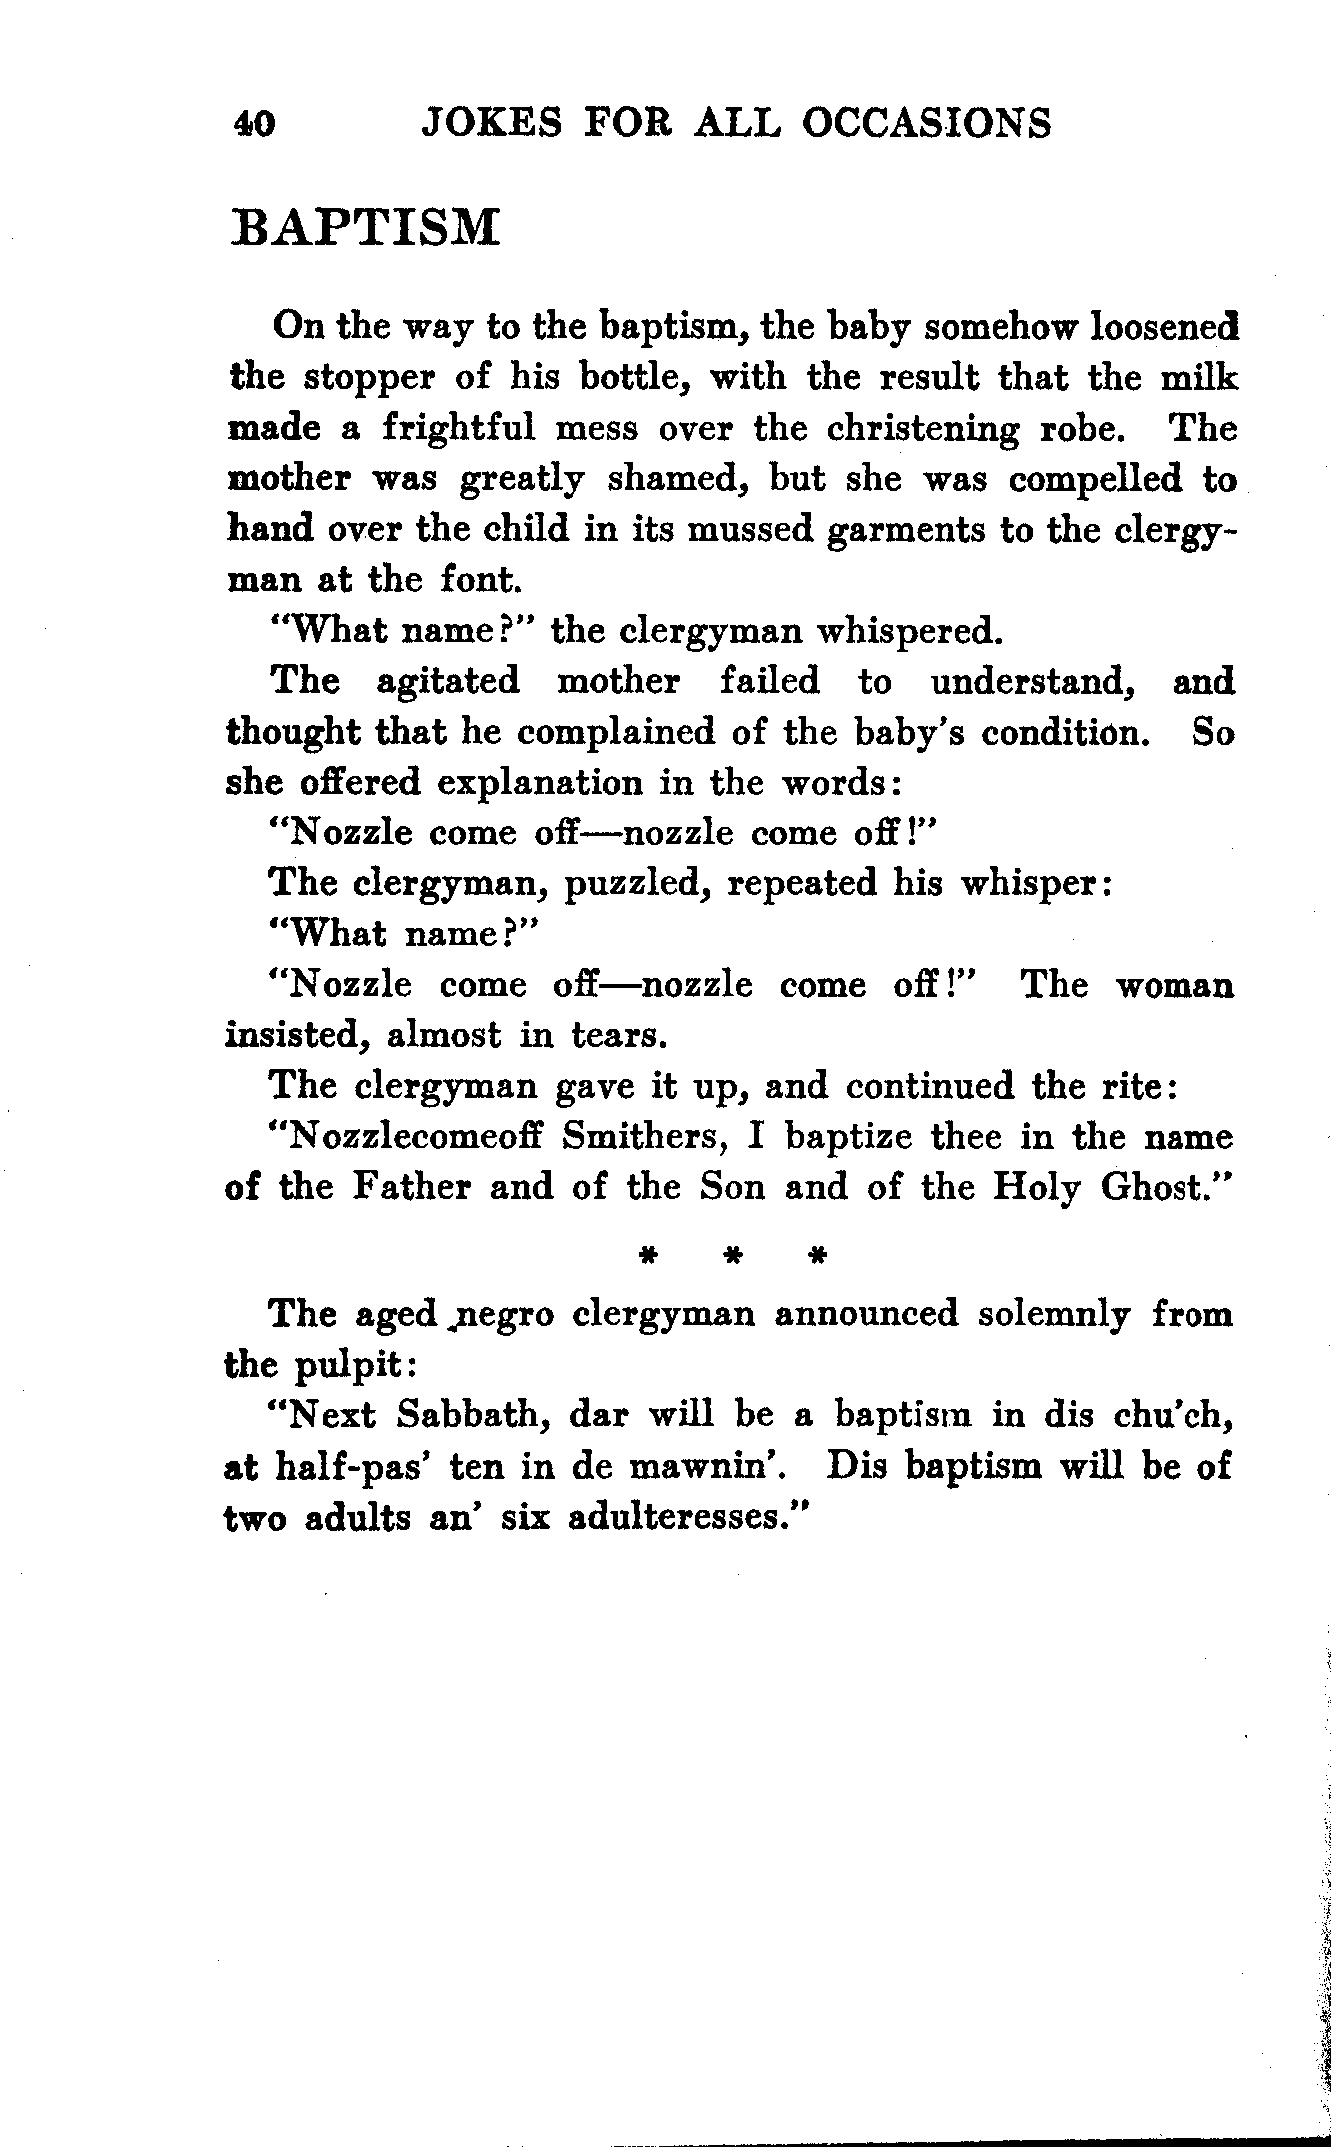 40 JOKES FOR ALL OCCASIONS
BAPTISM
On the way to the baptism, the baby somehow loosened
the stopper of his bottle, with the result that the milk
made a frightful mess over the christening robe. The
mother was greatly shamed, but she was compelled to
hand over the child in its mussed garments to the clergy-
man at the font.
"What name?" the clergyman whispered.
The agitated mother failed to understand, and
thought that he complained of the baby's condition. So
she offered explanation in the words:
"Nozzle come off—nozzle come off!"
The clergyman, puzzled, repeated his whisper:
"What name?"
"Nozzle come off—nozzle come off!" The woman
insisted, almost in tears.
The clergyman gave it up, and continued the rite:
"Nozzlecomeoff Smithers, I baptize thee in the name
of the Father and of the Son and of the Holy Ghost."
* * *
The aged negro clergyman announced solemnly from
the pulpit:
"Next Sabbath, dar will be a baptism in dis chu'ch,
at half-pas' ten in de mawnin'. Dis baptism will be of
two adults an' six adulteresses."